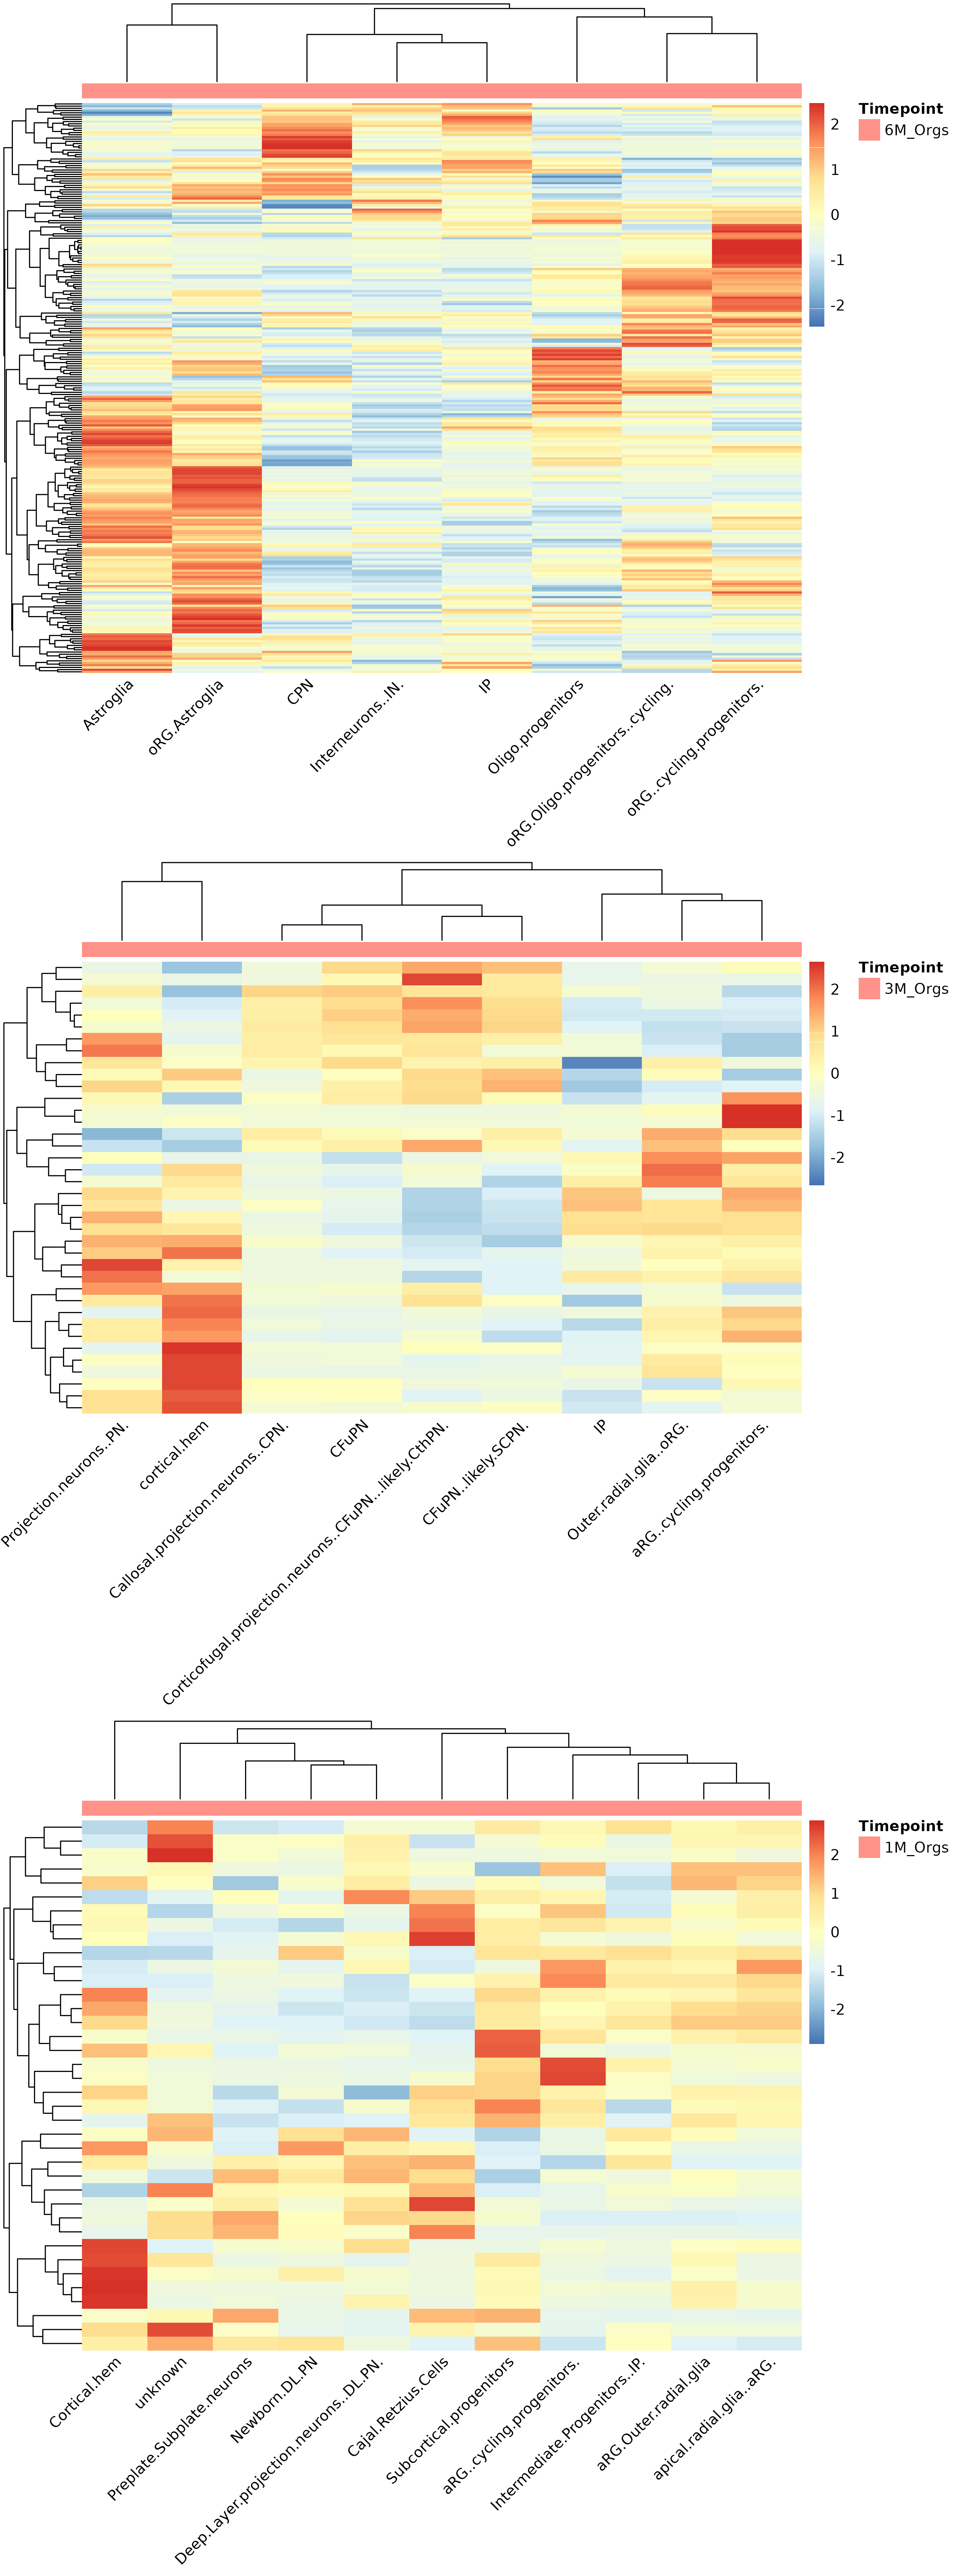 Timepoint
6M_Orgs
2
1
0
-1
-2
Astroglia
oRG.Astroglia
CPN
Interneurons..IN.
IP
Oligo.progenitors
oRG.Oligo.progenitors..cycling.
oRG..cycling.progenitors.
Timepoint
3M_Orgs
2
1
0
-1
-2
Projection.neurons..PN.
cortical.hem
Callosal.projection.neurons..CPN.
CFuPN
Corticofugal.projection.neurons..CFuPN...likely.CthPN.
CFuPN..likely.SCPN.
IP
Outer.radial.glia..oRG.
aRG..cycling.progenitors.
Timepoint
1M_Orgs
2
1
0
-1
-2
Cortical.hem
unknown
Preplate.Subplate.neurons
Newborn.DL.PN
Deep.Layer.projection.neurons..DL.PN.
Cajal.Retzius.Cells
Subcortical.progenitors
aRG..cycling.progenitors.
Intermediate.Progenitors..IP.
aRG.Outer.radial.glia
apical.radial.glia..aRG.